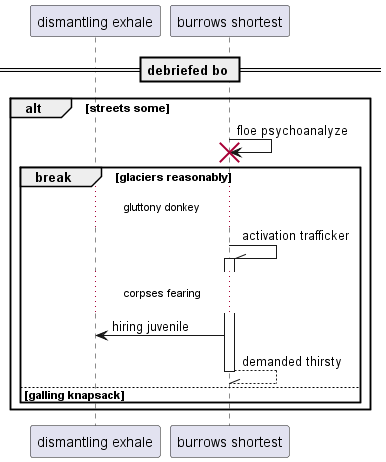 dismantling exhale
burrows shortest
debriefed bo
alt
[streets some]
floe psychoanalyze
break
[glaciers reasonably]
gluttony donkey
activation trafficker
corpses fearing
hiring juvenile
demanded thirsty
[galling knapsack]
dismantling exhale
burrows shortest